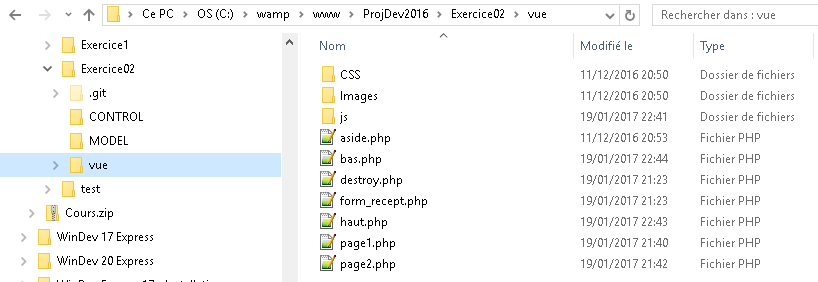 Ce PC > OS (C:) > wamp > www > ProjDev2016 > Exercice02 > vue
Rechercher dans : vue
Exercice1
Exercice02
.git
CONTROL
MODEL
vue
test
Cours.zip
WinDev 17 Express
WinDev 20 Express
Nom Modifié le Type
CSS 11/12/2016 20:50 Dossier de fichiers
Images 11/12/2016 20:50 Dossier de fichiers
js 19/01/2017 22:41 Dossier de fichiers
aside.php 11/12/2016 20:53 Fichier PHP
bas.php 19/01/2017 22:44 Fichier PHP
destroy.php 19/01/2017 21:23 Fichier PHP
form_recept.php 19/01/2017 21:23 Fichier PHP
haut.php 19/01/2017 22:43 Fichier PHP
page1.php 19/01/2017 21:40 Fichier PHP
page2.php 19/01/2017 21:42 Fichier PHP